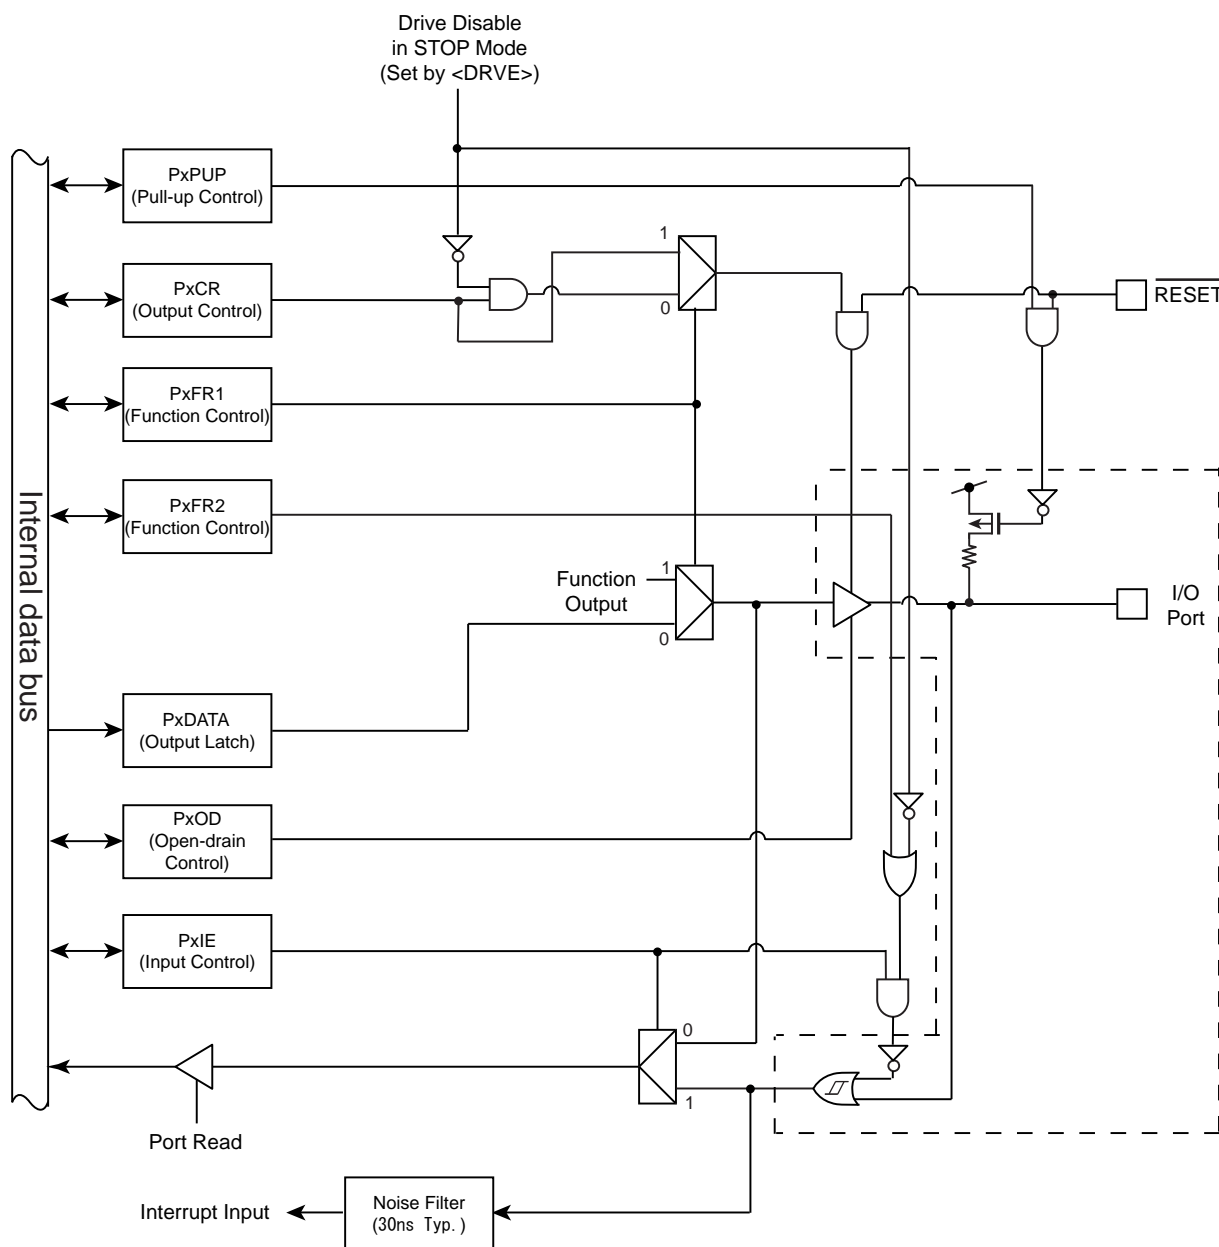 Drive Disable
in STOP Mode
(Set by <DRVE>)
PxPUP
(Pull-up Control)
1
PxCR
(Output Control)
0
RESET
PxFR1
(Function Control)
Internal data bus
PxFR2
(Function Control)
1
Function
Output
0
I/O
Port
PxDATA
(Output Latch)
PxOD
(Open-drain
Control)
PxIE
(Input Control)
0
1
Port Read
Interrupt Input
Noise Filter
(30ns Typ.)